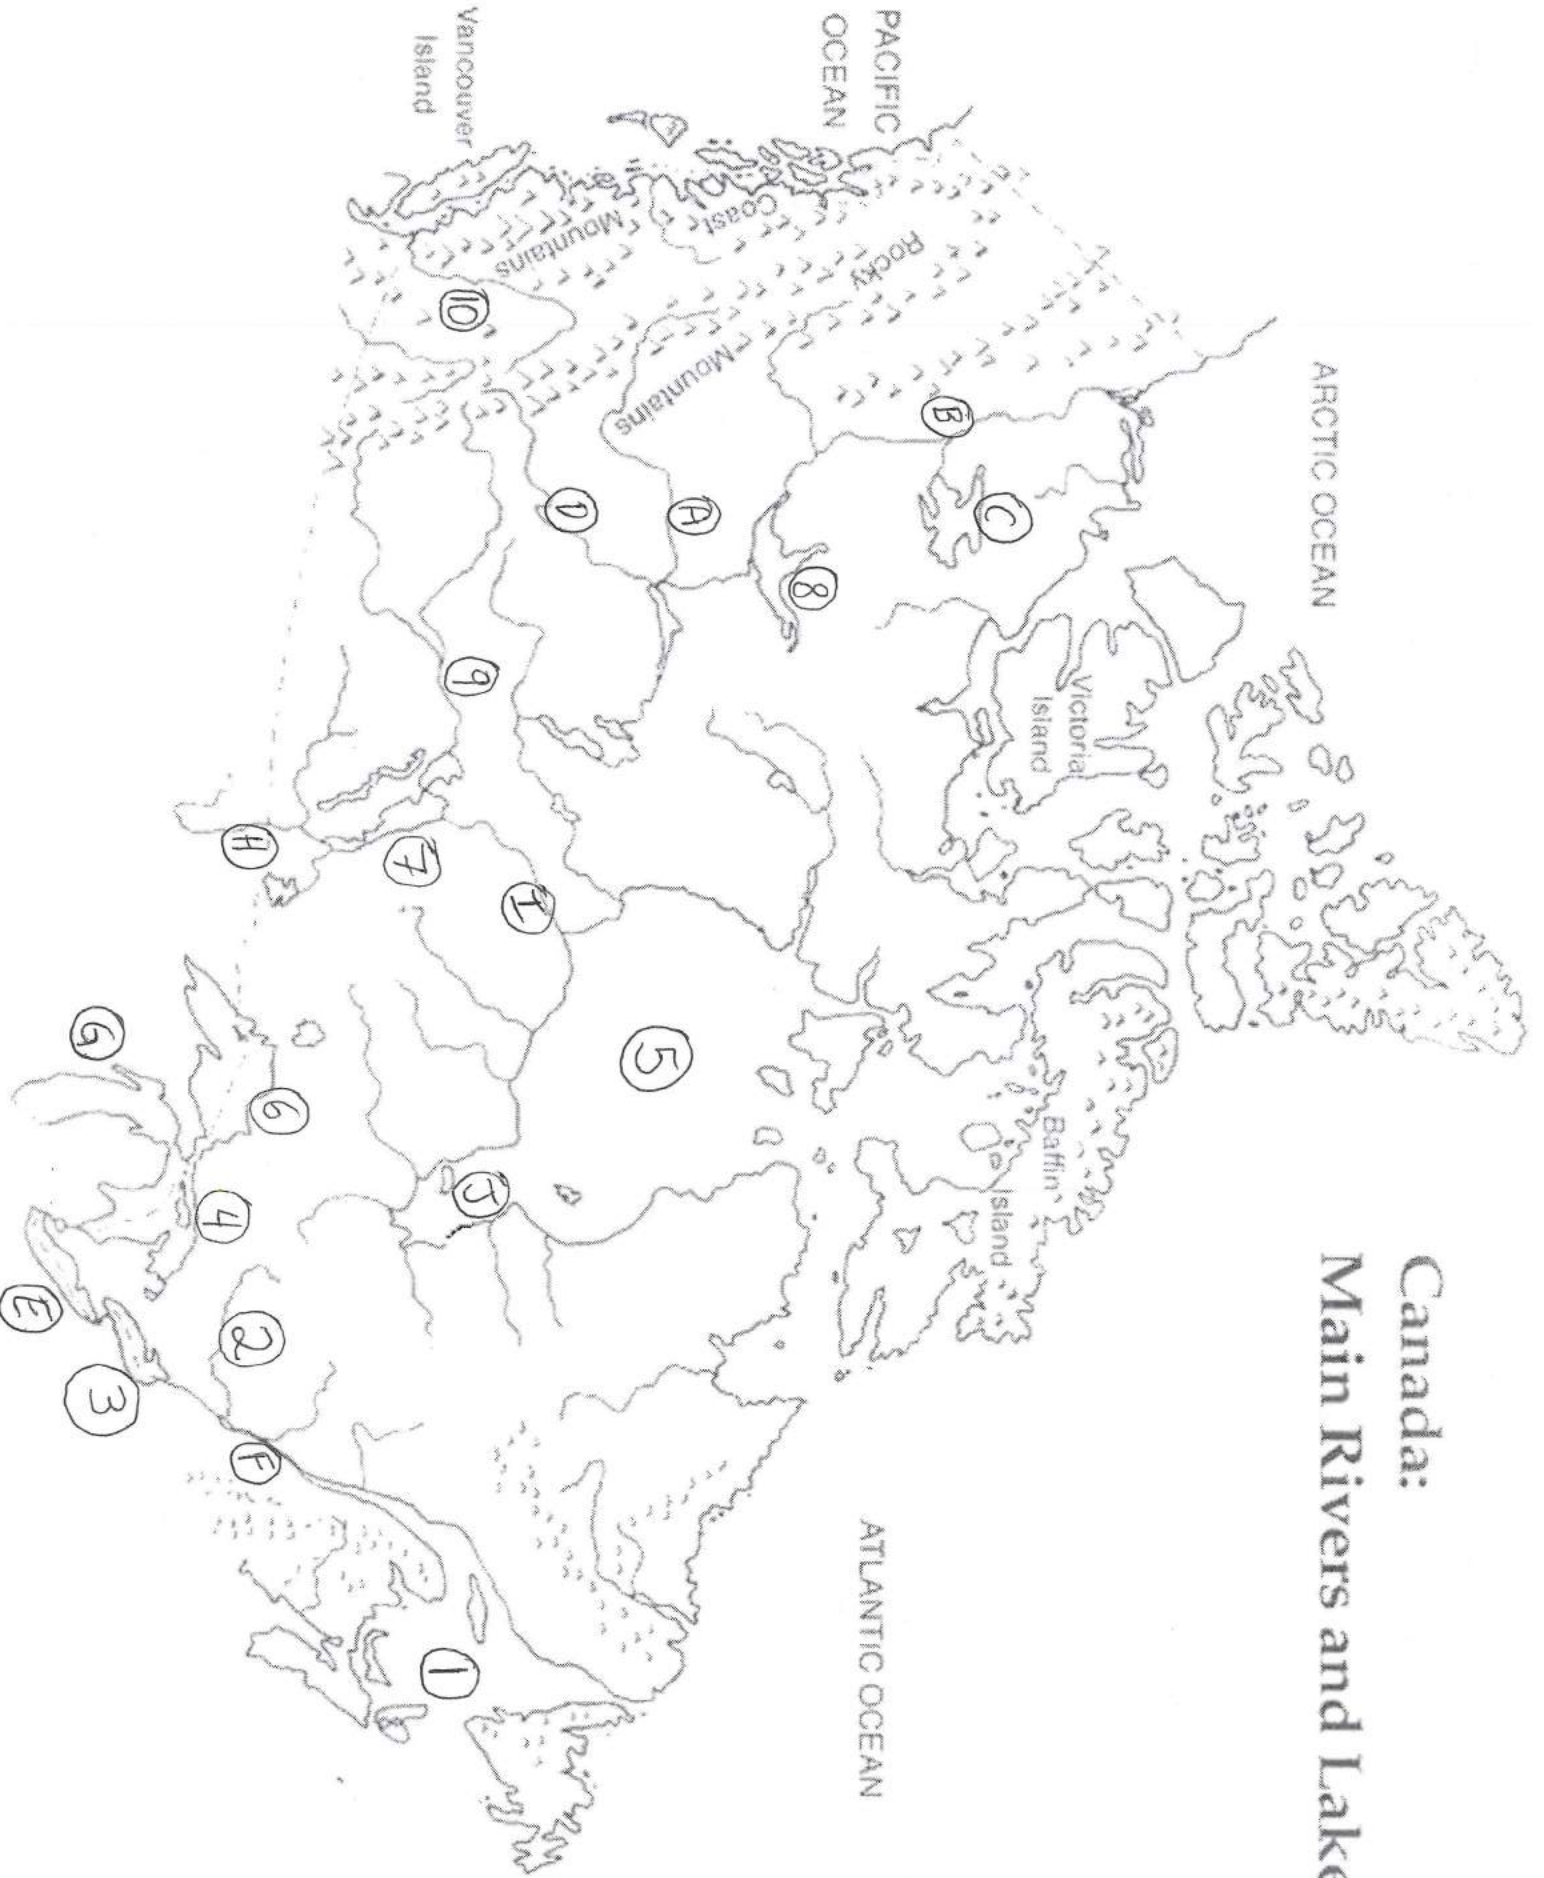 Canada:
Main Rivers and Lake
ARCTIC OCEAN
PACIFIC
OCEAN
Vancouver
Island
Coast
Mountains
Rocky
Mountains
Victoria
Island
Baffin
Island
ATLANTIC OCEAN
B
C
8
A
D
10
9
7
H
I
5
J
6
G
4
2
E
3
F
1